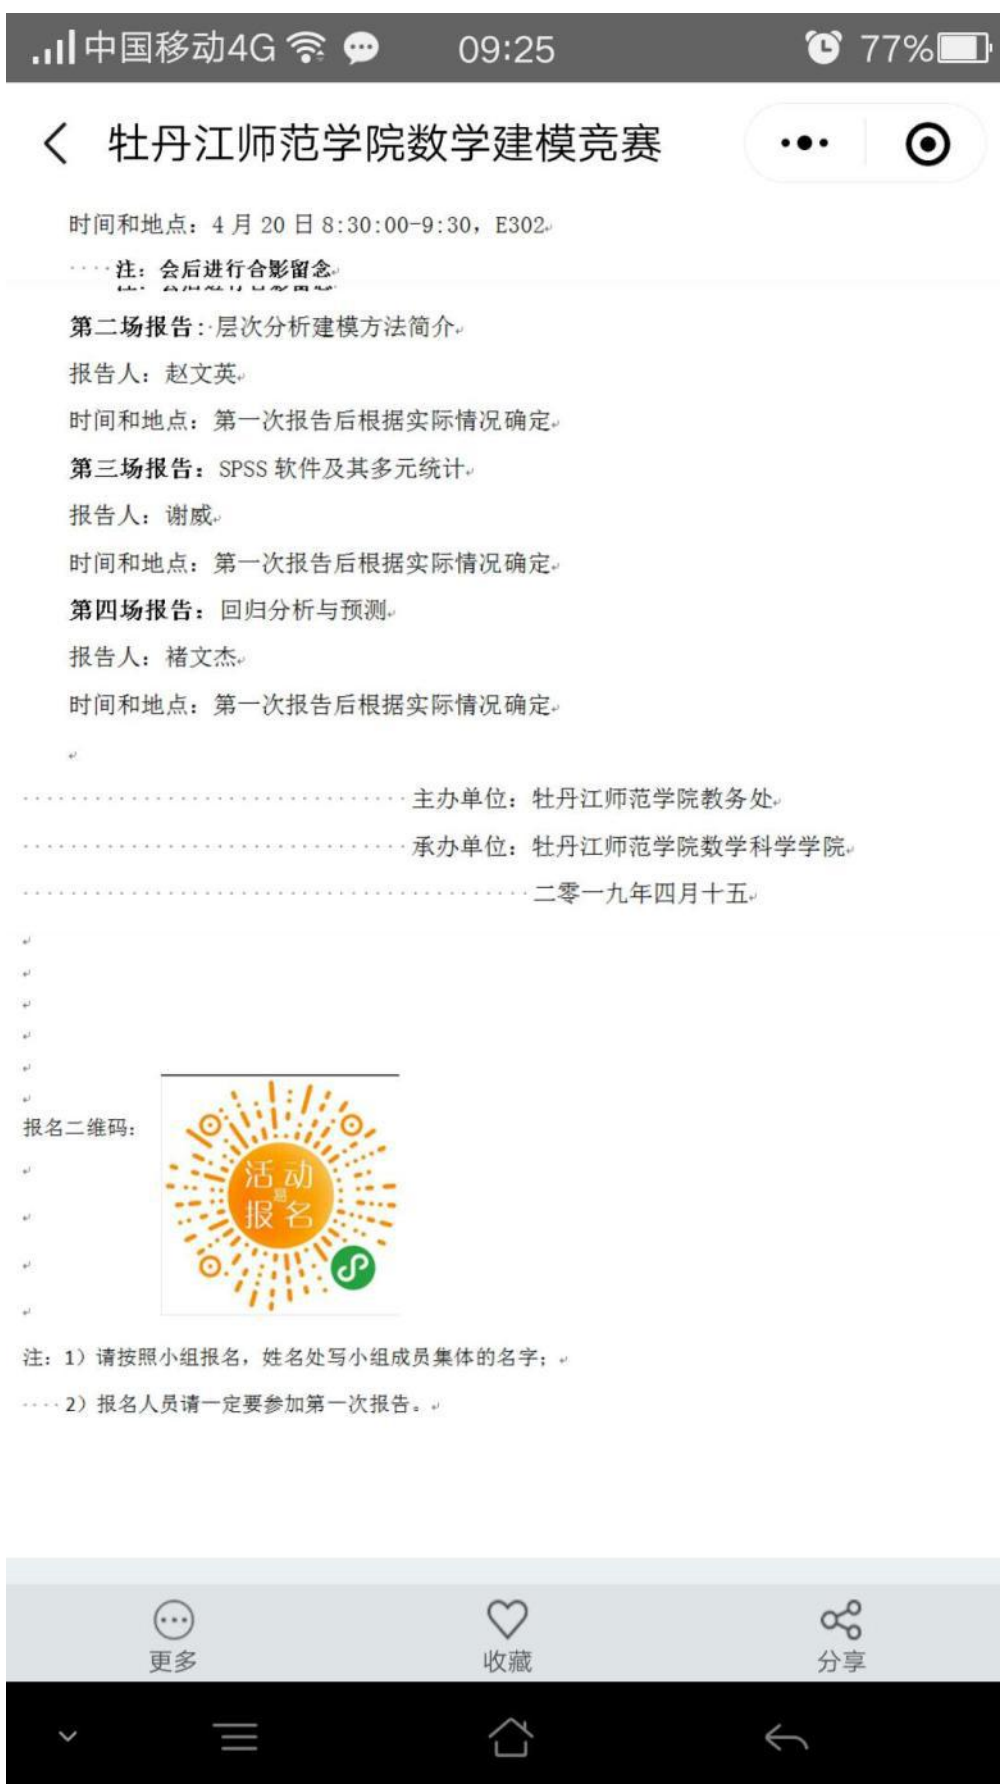 中国移动4G 09:25 77%
牡丹江师范学院数学建模竞赛
时间和地点：4 月 20 日 8:30:00-9:30，E302
注：会后进行合影留念
第二场报告：层次分析建模方法简介
报告人：赵文英
时间和地点：第一次报告后根据实际情况确定
第三场报告：SPSS 软件及其多元统计
报告人：谢威
时间和地点：第一次报告后根据实际情况确定
第四场报告：回归分析与预测
报告人：褚文杰
时间和地点：第一次报告后根据实际情况确定
主办单位：牡丹江师范学院教务处
承办单位：牡丹江师范学院数学科学学院
二零一九年四月十五
报名二维码：
活动
易
报名
注：1）请按照小组报名，姓名处写小组成员集体的名字；
2）报名人员请一定要参加第一次报告。
更多 收藏 分享